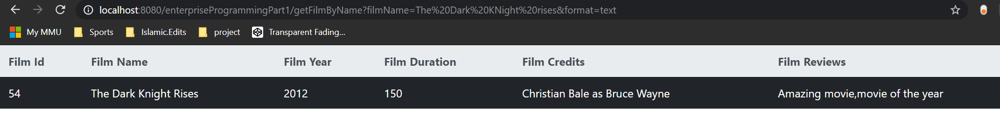 localhost:8080/enterpriseProgrammingPart1/getFilmByName?filmName=The%20Dark%20KNight%20rises&format=text
My MMU Sports Islamic.Edits project Transparent Fading...
Film Id Film Name Film Year Film Duration Film Credits Film Reviews
54 The Dark Knight Rises 2012 150 Christian Bale as Bruce Wayne Amazing movie,movie of the year